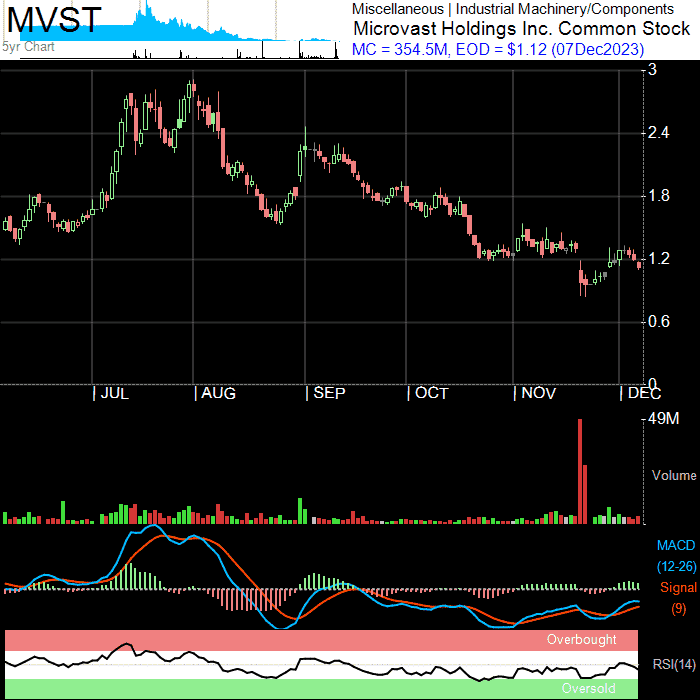 MVST
5yr Chart
Miscellaneous | Industrial Machinery/Components
Microvast Holdings Inc. Common Stock
MC = 354.5M, EOD = $1.12 (07Dec2023)
3
2.4
1.8
1.2
0.6
0
| JUL | AUG | SEP | OCT | NOV | DEC
49M
Volume
MACD
(12-26)
Signal
(9)
Overbought
RSI(14)
Oversold